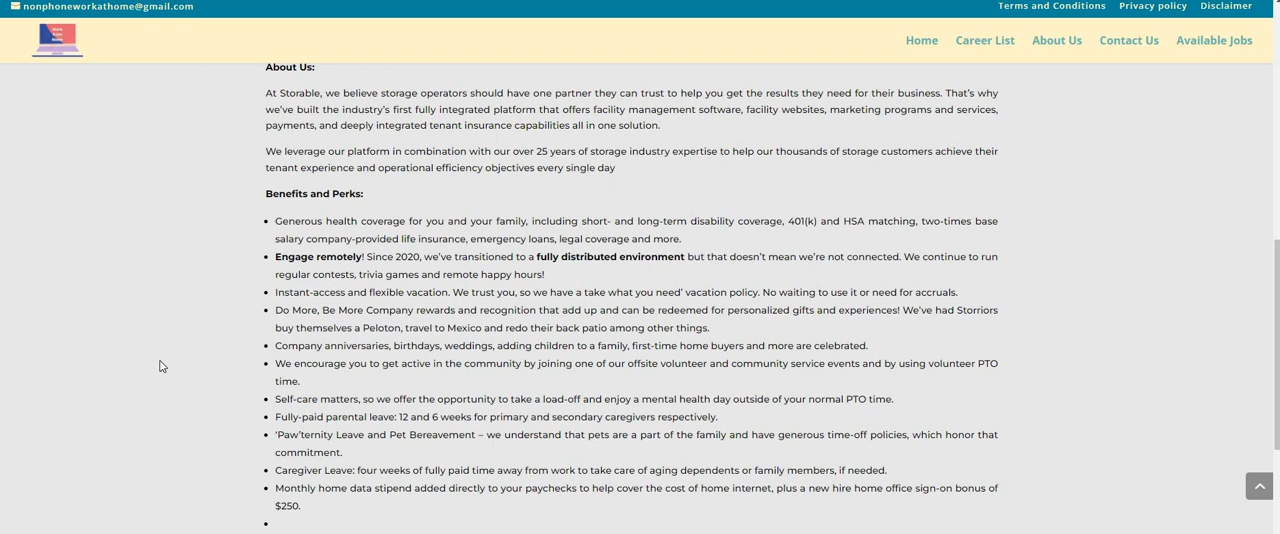 nonphoneworkathome@gmail.com
Terms and Conditions Privacy policy Disclaimer
Work
From
Home
Home Career List About Us Contact Us Available Jobs
About Us:
At Storable, we believe storage operators should have one partner they can trust to help you get the results they need for their business. That’s why
we’ve built the industry’s first fully integrated platform that offers facility management software, facility websites, marketing programs and services,
payments, and deeply integrated tenant insurance capabilities all in one solution.
We leverage our platform in combination with our over 25 years of storage industry expertise to help our thousands of storage customers achieve their
tenant experience and operational efficiency objectives every single day
Benefits and Perks:
• Generous health coverage for you and your family, including short- and long-term disability coverage, 401(k) and HSA matching, two-times base
salary company-provided life insurance, emergency loans, legal coverage and more.
• Engage remotely! Since 2020, we’ve transitioned to a fully distributed environment but that doesn’t mean we’re not connected. We continue to run
regular contests, trivia games and remote happy hours!
• Instant-access and flexible vacation. We trust you, so we have a take what you need’ vacation policy. No waiting to use it or need for accruals.
• Do More, Be More Company rewards and recognition that add up and can be redeemed for personalized gifts and experiences! We’ve had Storriors
buy themselves a Peloton, travel to Mexico and redo their back patio among other things.
• Company anniversaries, birthdays, weddings, adding children to a family, first-time home buyers and more are celebrated.
• We encourage you to get active in the community by joining one of our offsite volunteer and community service events and by using volunteer PTO
time.
• Self-care matters, so we offer the opportunity to take a load-off and enjoy a mental health day outside of your normal PTO time.
• Fully-paid parental leave: 12 and 6 weeks for primary and secondary caregivers respectively.
• ‘Paw’ternity Leave and Pet Bereavement – we understand that pets are a part of the family and have generous time-off policies, which honor that
commitment.
• Caregiver Leave: four weeks of fully paid time away from work to take care of aging dependents or family members, if needed.
• Monthly home data stipend added directly to your paychecks to help cover the cost of home internet, plus a new hire home office sign-on bonus of
$250.
•